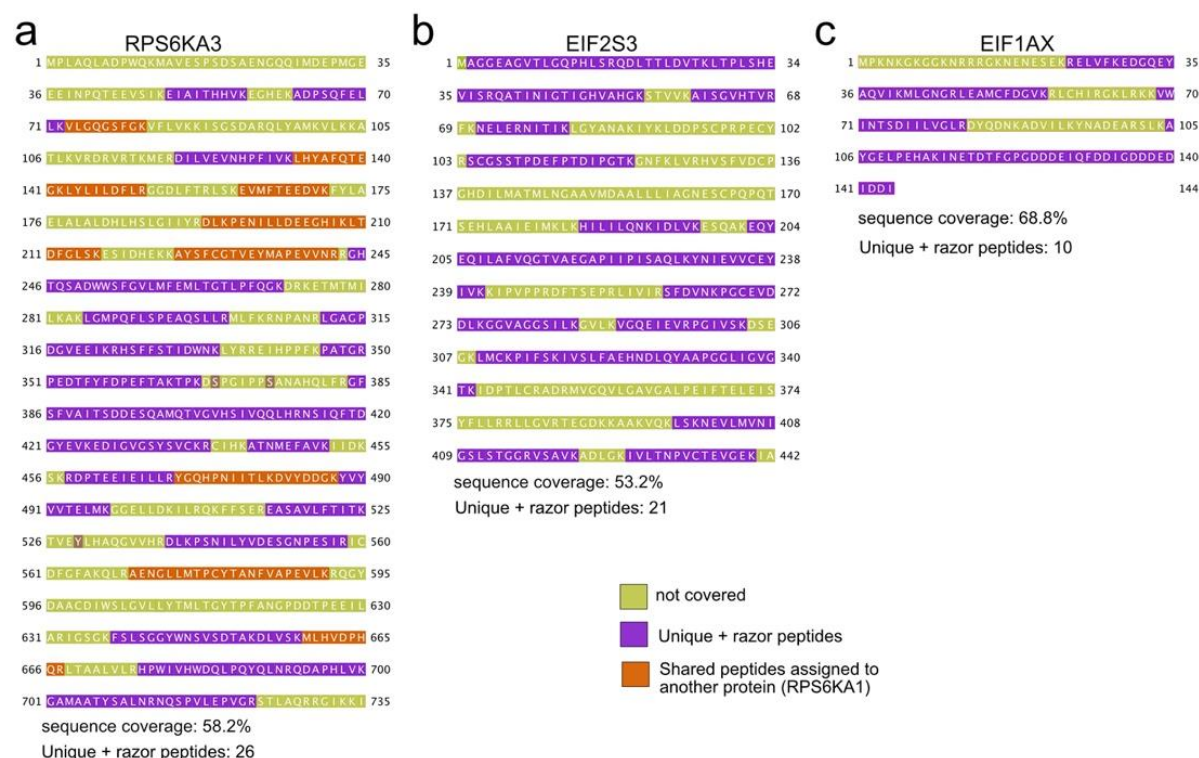 a
RPS6KA3
1 MPLAQLADPWQKMAVESPSDSAENGQQIMDEPMGE 35
36 EEINPQTEEVSIKEIAITHHVKEGHEKADPSQFEL 70
71 LKVLGQGSFGKVFLVKKISGSDARQLYAMKVLKKA 105
106 TLKVRDRVRTKMERDILVEVNHPFIVKLHYAFQTE 140
141 GKLYLILDFLRGGDLFTRLSKEVMFTEEDVKFYLA 175
176 ELALALDHLHSLGIIYRDLKPENILLDEEGHIKLT 210
211 DFGLSKESIDHEKKAYSFCGTVEYMAPEVVNRRGH 245
246 TQSADWWSFGVLMFEMLTGTLPFQGKDRKETMTMI 280
281 LKAKLGMPQFLSPEAQSLLRMLFKRNPANRLGAGP 315
316 DGVEEIKRHSFFSTIDWNKLYRREIHPPFKPATGR 350
351 PEDTFYFDPEFTAKTPKDSPGIPPSANAHQLFRGF 385
386 SFVAITSDDESQAMQTVGVHSIVQQLHRNSIQFTD 420
421 GYEVKEDIGVGSYSVCKRCIHKATNMEFAVKIIDK 455
456 SKRDPTEEIEILLRYGQHPNIITLKDVYDDGKYVY 490
491 VVTELMKGGELLDKILRQKFFSEREASAVLFTITK 525
526 TVEYLHAQGVVHRDLKPSNILYVDESGNPESIRIC 560
561 DFGFAKQLRAENGLLMTPCYTANFVAPEVLKRQGY 595
596 DAACDIWSLGVLLYTMLTGYTPFANGPDDTPEEIL 630
631 ARIGSGKFSLSGGYWNSVSDTAKDLVSKMLHVDPH 665
666 QRLTAALVLRHPWIVHWDQLPQYQLNRQDAPHLVK 700
701 GAMAATYSALNRNQSPVLEPVGRSTLAQRRGIKKI 735
sequence coverage: 58.2%
Unique + razor peptides: 26
b
EIF2S3
1 MAGGEAGVTLGQPHLSRQDLTTLDVTKLTPLSHE 34
35 VISRQATINIGTIGHVAHGKSTVVKAISGVHTVR 68
69 FKNELERNITIKLGYANAKIYKLDDPSCPRPECY 102
103 RSCGSSTPDEFPTDIPGTKGNFKLVRHVSFVDCP 136
137 GHDILMATMLNGAAVMDAALLLIAGNESCPQPQT 170
171 SEHLAAIEIMKLKHILILQNKIDLVKESQAKEQY 204
205 EQILAFVQGTVAEGAPIIPISAQLKYNIEVVCEY 238
239 IVKKIPVPPRDFTSEPRLIVIRSFDVNKPGCEVD 272
273 DLKGGVAGGSILKGVLKVGQEIEVRPGIVSKDSE 306
307 GKLMCKPIFSKIVSLFAEHNDLQYAAPGGLIGVG 340
341 TKIDPTLCRADRMVGQVLGAVGALPEIFTELEIS 374
375 YFLLRRLLGVRTEGDKKAAKVQKLSKNEVLMVNI 408
409 GSLSTGGRVSAVKADLGKIVLTNPVCTEVGEKIA 442
sequence coverage: 53.2%
Unique + razor peptides: 21
c
EIF1AX
1 MPKNKGKGGKNRRRGKNENESEKRELVFKEDGQEY 35
36 AQVIKMLGNGRLEAMCFDGVKRLCHIRGKLRKKVW 70
71 INTSDIILVGLRDYQDNKADVILKYNADEARSLKA 105
106 YGELPEHAKINETDTFGPGDDDEIQFDDIGDDDED 140
141 IDDI 144
sequence coverage: 68.8%
Unique + razor peptides: 10
not covered
Unique + razor peptides
Shared peptides assigned to
another protein (RPS6KA1)